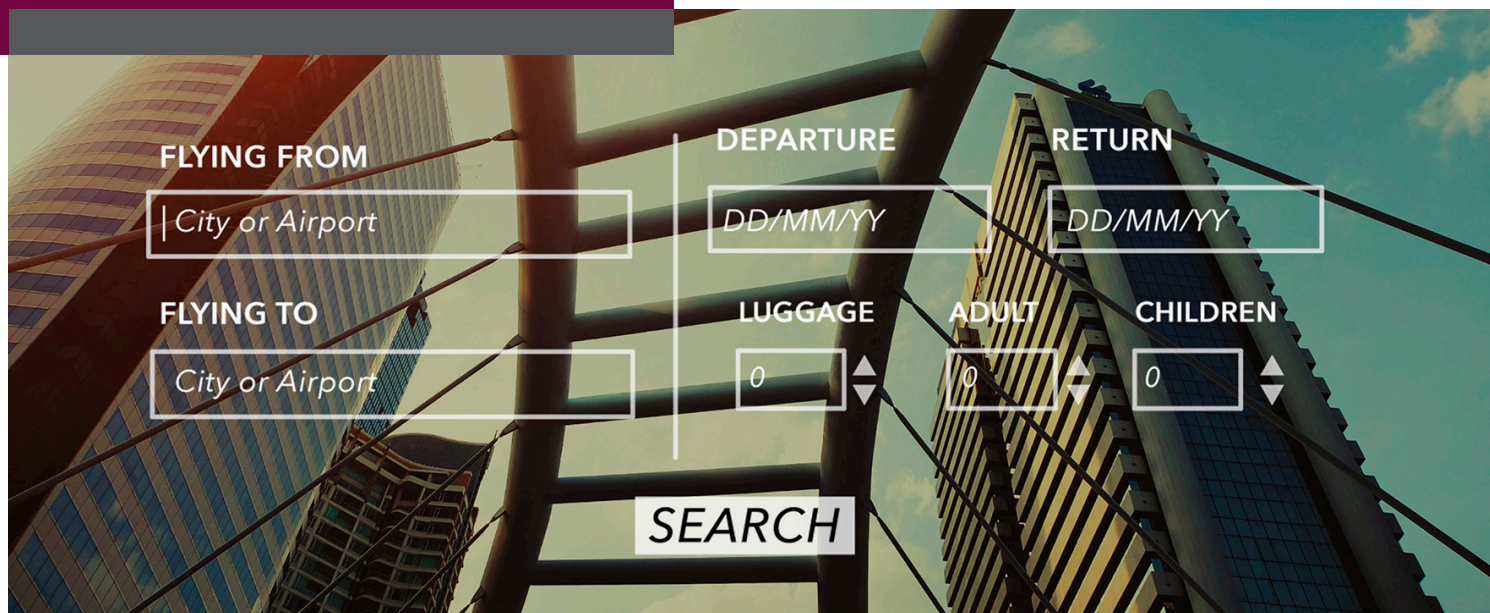 FLYING FROM
City or Airport
FLYING TO
City or Airport
DEPARTURE
RETURN
DD/MM/YY
DD/MM/YY
LUGGAGE
ADULT
CHILDREN
0
0
0
SEARCH